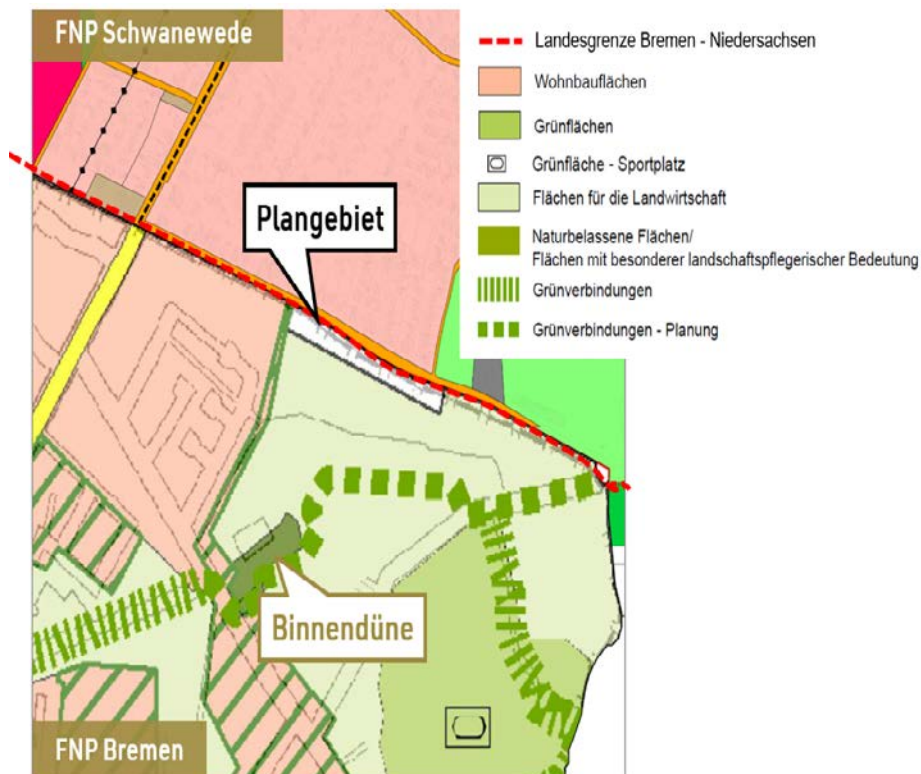 FNP Schwanewede
Landesgrenze Bremen - Niedersachsen
Wohnbauflächen
Grünflächen
Grünfläche - Sportplatz
Flächen für die Landwirtschaft
Naturbelassene Flächen/
Flächen mit besonderer landschaftspflegerischer Bedeutung
Grünverbindungen
Grünverbindungen - Planung
Plangebiet
Binnendüne
FNP Bremen